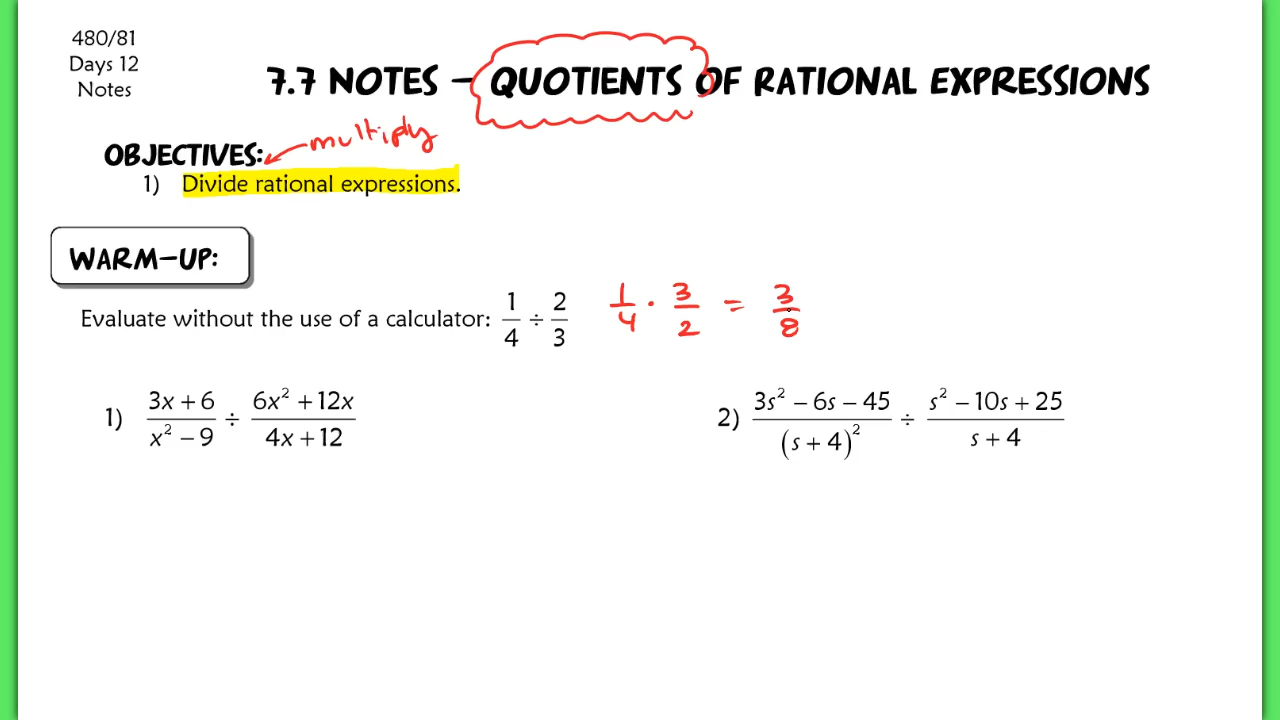 480/81
Days 12
Notes
7.7 NOTES – QUOTIENTS OF RATIONAL EXPRESSIONS
OBJECTIVES: multiply
1) Divide rational expressions.
WARM-UP:
Evaluate without the use of a calculator: 1/4 ÷ 2/3 1/4 · 3/2 = 3/8
1) (3x + 6)/(x² − 9) ÷ (6x² + 12x)/(4x + 12)
2) (3s² − 6s − 45)/(s + 4)² ÷ (s² − 10s + 25)/(s + 4)